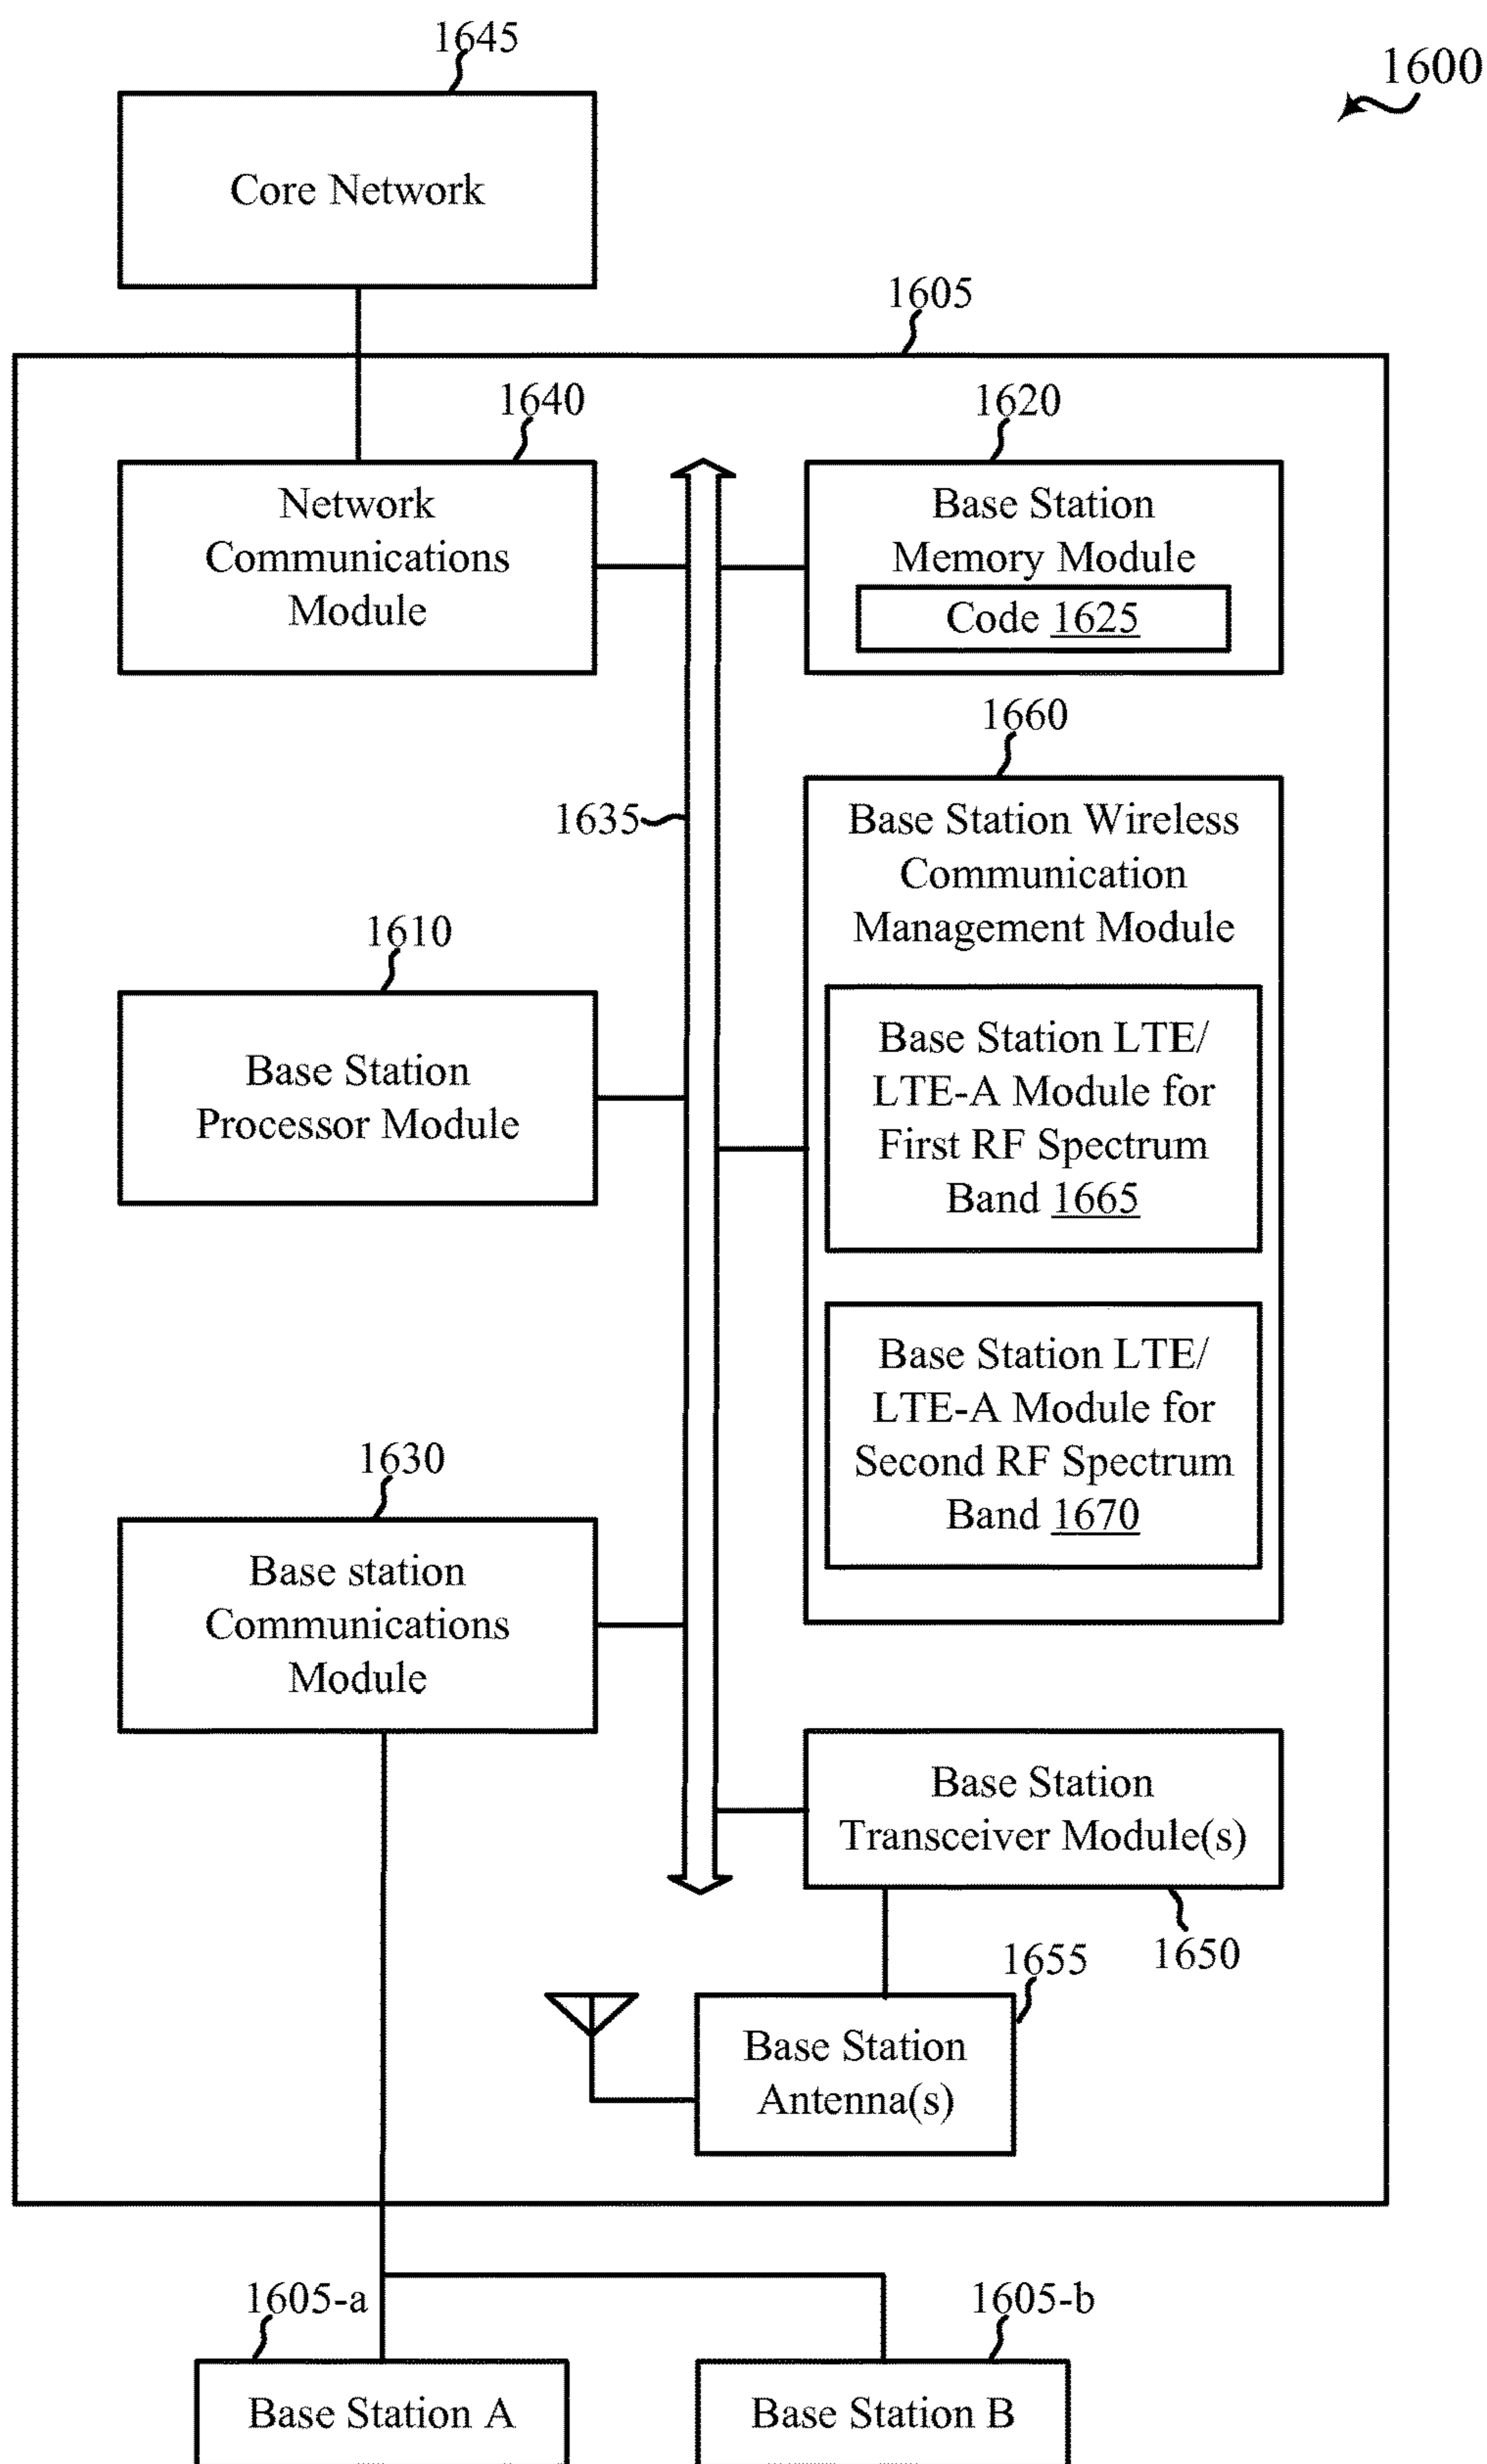 1645
1600
Core Network
1605
1640
1620
Network
Communications
Module
Base Station
Memory Module
Code 1625
1660
1635
Base Station Wireless
Communication
Management Module
1610
Base Station
Processor Module
Base Station LTE/
LTE-A Module for
First RF Spectrum
Band 1665
Base Station LTE/
LTE-A Module for
Second RF Spectrum
Band 1670
1630
Base station
Communications
Module
Base Station
Transceiver Module(s)
1650
1655
Base Station
Antenna(s)
1605-a
1605-b
Base Station A
Base Station B